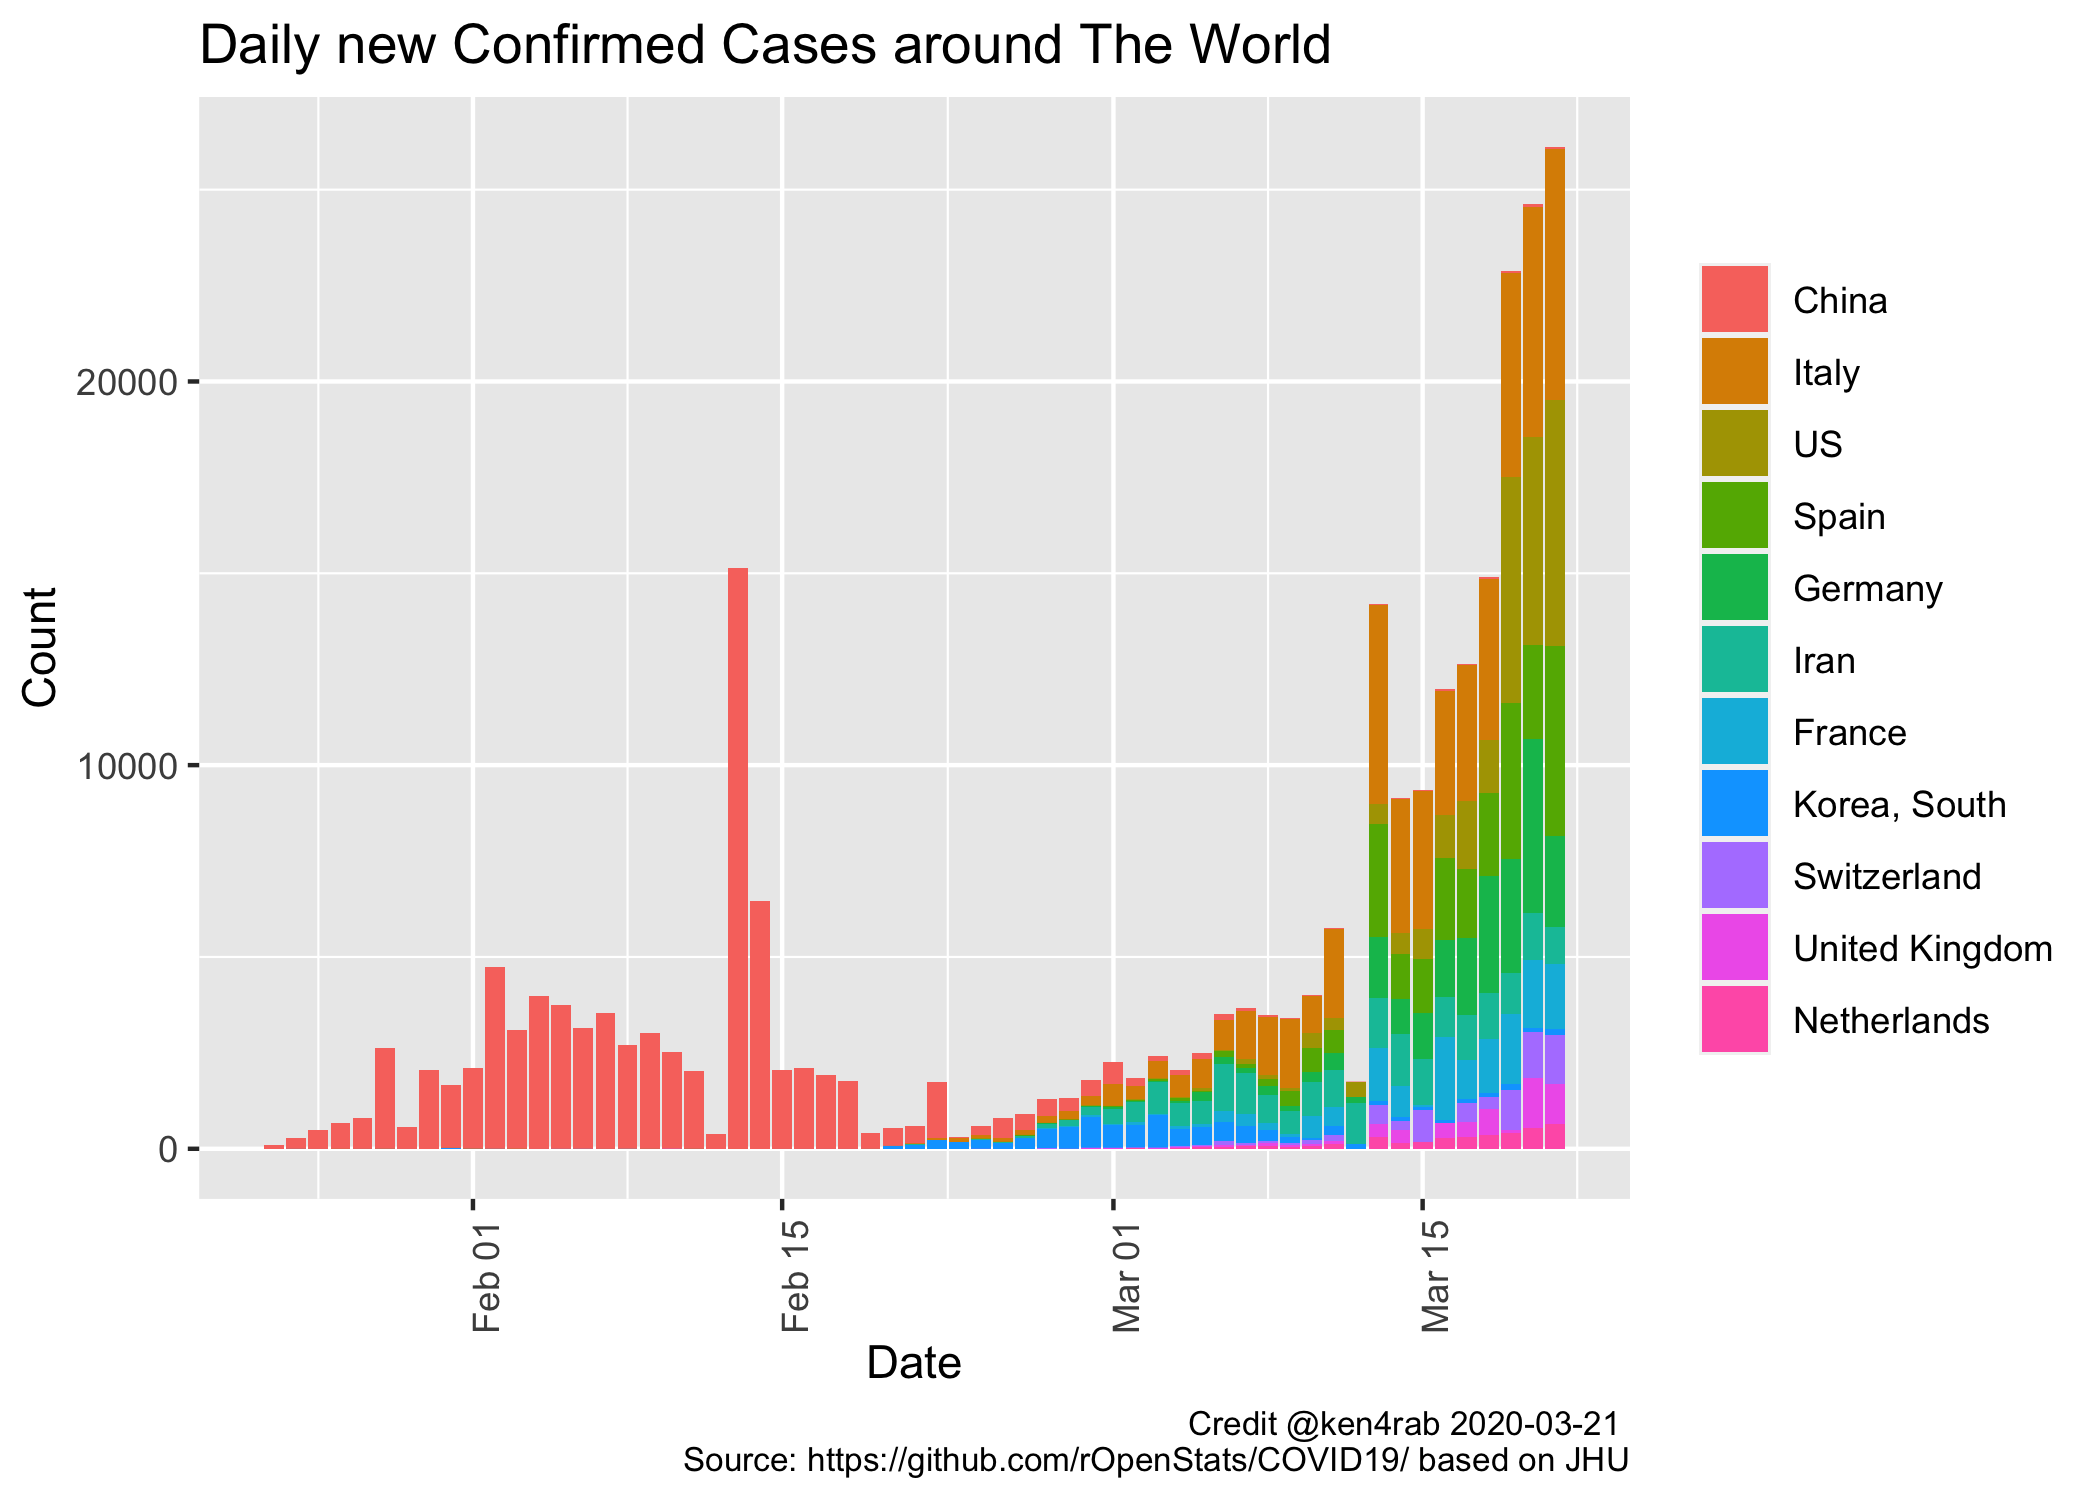 Daily new Confirmed Cases around The World
Count
20000
10000
0
Feb 01
Feb 15
Mar 01
Mar 15
Date
China
Italy
US
Spain
Germany
Iran
France
Korea, South
Switzerland
United Kingdom
Netherlands
Credit @ken4rab 2020-03-21
Source: https://github.com/rOpenStats/COVID19/ based on JHU